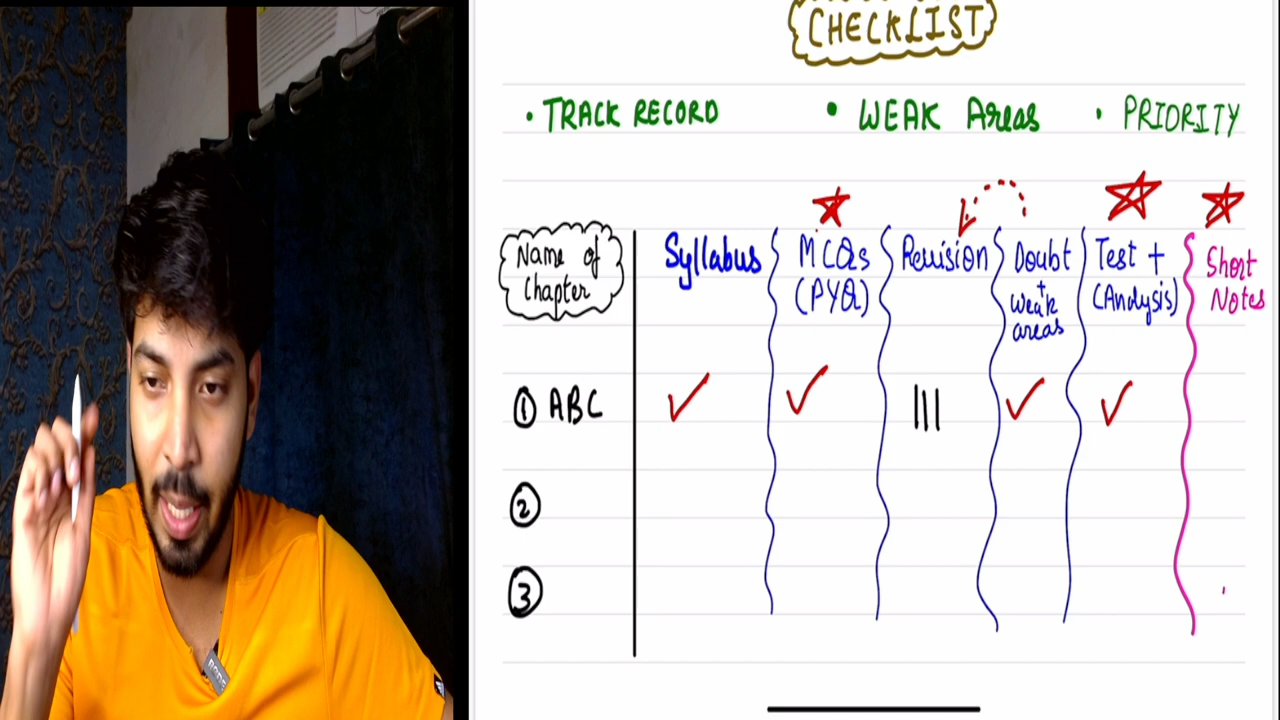 CHECKLIST
• TRACK RECORD • WEAK Areas • PRIORITY
Name of Chapter
Syllabus
MCQs
(PYQ)
Revision
Doubt
+
weak
areas
Test +
(Analysis)
Short
Notes
① ABC ✓ ✓ ||| ✓ ✓
②
③